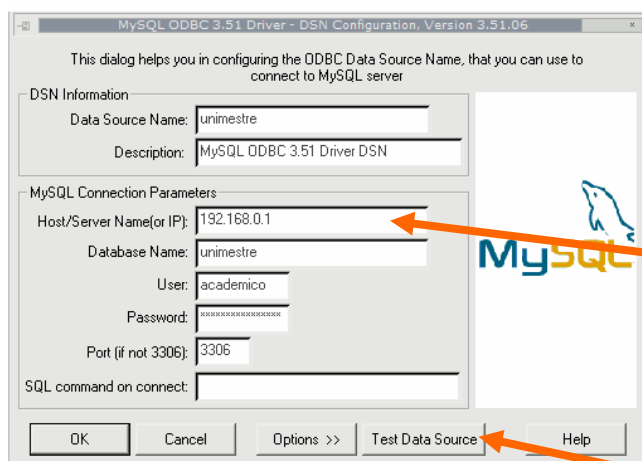 MySQL ODBC 3.51 Driver - DSN Configuration, Version 3.51.06
This dialog helps you in configuring the ODBC Data Source Name, that you can use to
connect to MySQL server
DSN Information
Data Source Name: unimestre
Description: MySQL ODBC 3.51 Driver DSN
MySQL Connection Parameters
Host/Server Name(or IP): 192.168.0.1
Database Name: unimestre
User: academico
Password: xxxxxxxxxxxxxxxx
Port (if not 3306): 3306
SQL command on connect:
MySQL
OK Cancel Options >> Test Data Source Help